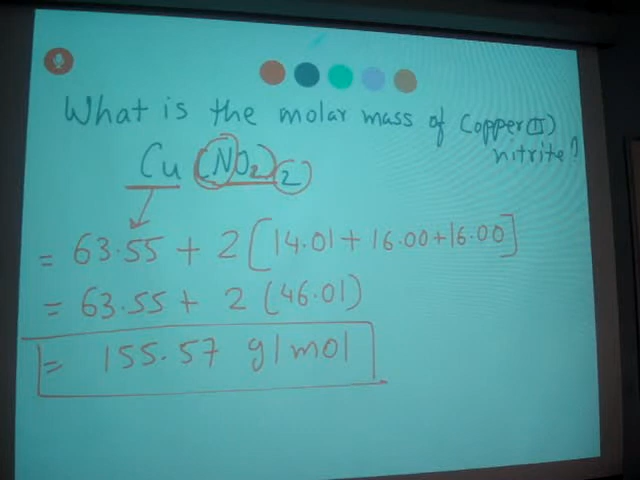 What is the molar mass of Copper(II)
nitrite?
Cu (NO₂)₂
= 63.55 + 2 [14.01 + 16.00 + 16.00]
= 63.55 + 2 (46.01)
= 155.57 g/mol